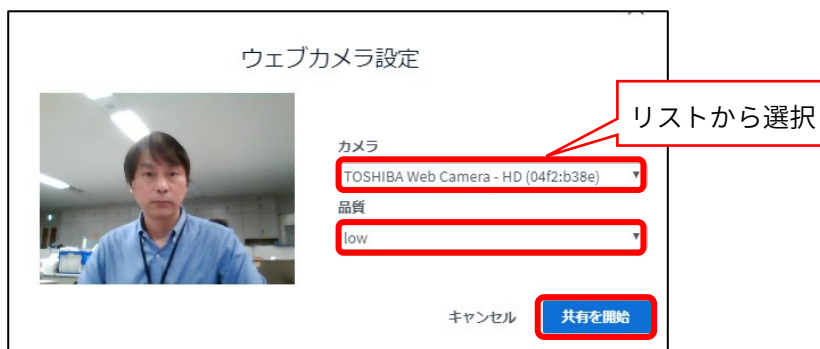 ウェブカメラ設定
リストから選択
カメラ
TOSHIBA Web Camera - HD (04f2:b38e)
品質
low
キャンセル
共有を開始